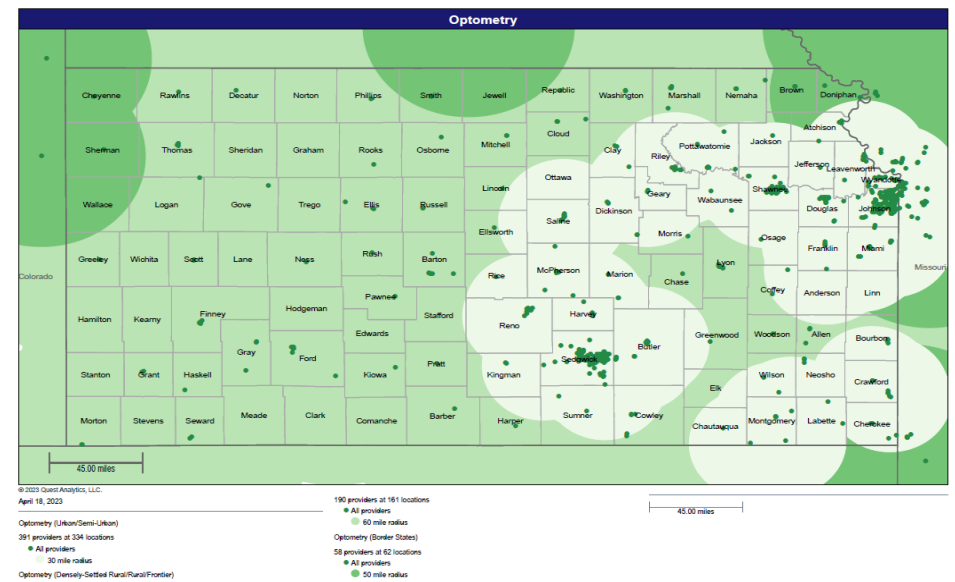 Optometry
Cheyenne Rawlins Decatur Norton Phillips Smith Jewell Republic Washington Marshall Nemaha Brown Doniphan
Atchison
Sherman Thomas Sheridan Graham Rooks Osborne Mitchell Cloud Clay Riley Pottawatomie Jackson
Jefferson Leavenworth
Wyandotte
Wallace Logan Gove Trego Ellis Russell Lincoln Ottawa Geary Wabaunsee Shawnee Douglas Johnson
Saline Dickinson
Ellsworth Morris Osage Franklin Miami
Greeley Wichita Scott Lane Ness Rush Barton Rice McPherson Marion Chase Lyon Coffey Anderson Linn
Colorado
Missouri
Hamilton Kearny Finney Hodgeman Pawnee Stafford Reno Harvey
Edwards
Gray Ford Sedgwick Butler Greenwood Woodson Allen Bourbon
Stanton Grant Haskell Kiowa Pratt Kingman Elk Wilson Neosho Crawford
Morton Stevens Seward Meade Clark Comanche Barber Harper Sumner Cowley Chautauqua Montgomery Labette Cherokee
45.00 miles
© 2023 Quest Analytics, LLC.
April 18, 2023
Optometry (Urban/Semi-Urban)
391 providers at 334 locations
All providers
30 mile radius
Optometry (Densely-Settled Rural/Rural/Frontier)
190 providers at 161 locations
All providers
60 mile radius
Optometry (Border States)
58 providers at 62 locations
All providers
50 mile radius
45.00 miles